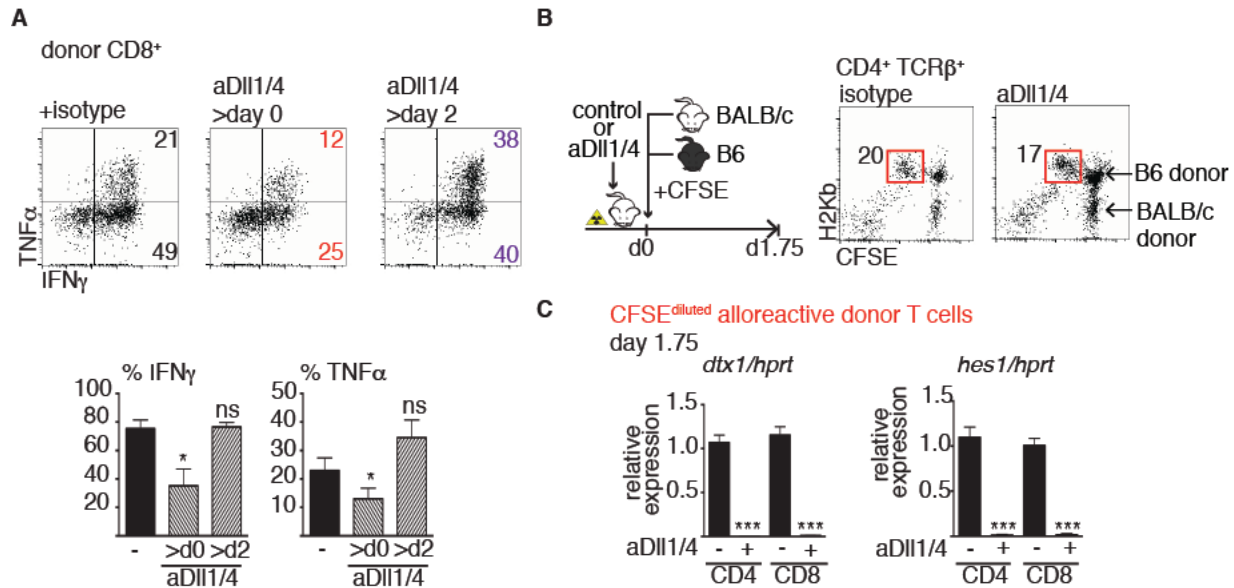 A
donor CD8⁺
+isotype
aDll1/4
>day 0
aDll1/4
>day 2
21
49
12
25
38
40
TNFα
IFNγ
% IFNγ
100
80
60
40
20
*
ns
- >d0 >d2
aDll1/4
% TNFα
50
40
30
20
10
*
ns
- >d0 >d2
aDll1/4
B
control
or
aDll1/4
BALB/c
B6
+CFSE
d0
d1.75
CD4⁺ TCRβ⁺
isotype
aDll1/4
20
17
B6 donor
BALB/c
donor
H2Kb
CFSE
C
CFSEᵈⁱˡᵘᵗᵉᵈ alloreactive donor T cells
day 1.75
dtx1/hprt
relative
expression
1.5
1.0
0.5
*** ***
aDll1/4 - + - +
CD4 CD8
hes1/hprt
relative
expression
1.5
1.0
0.5
*** ***
aDll1/4 - + - +
CD4 CD8